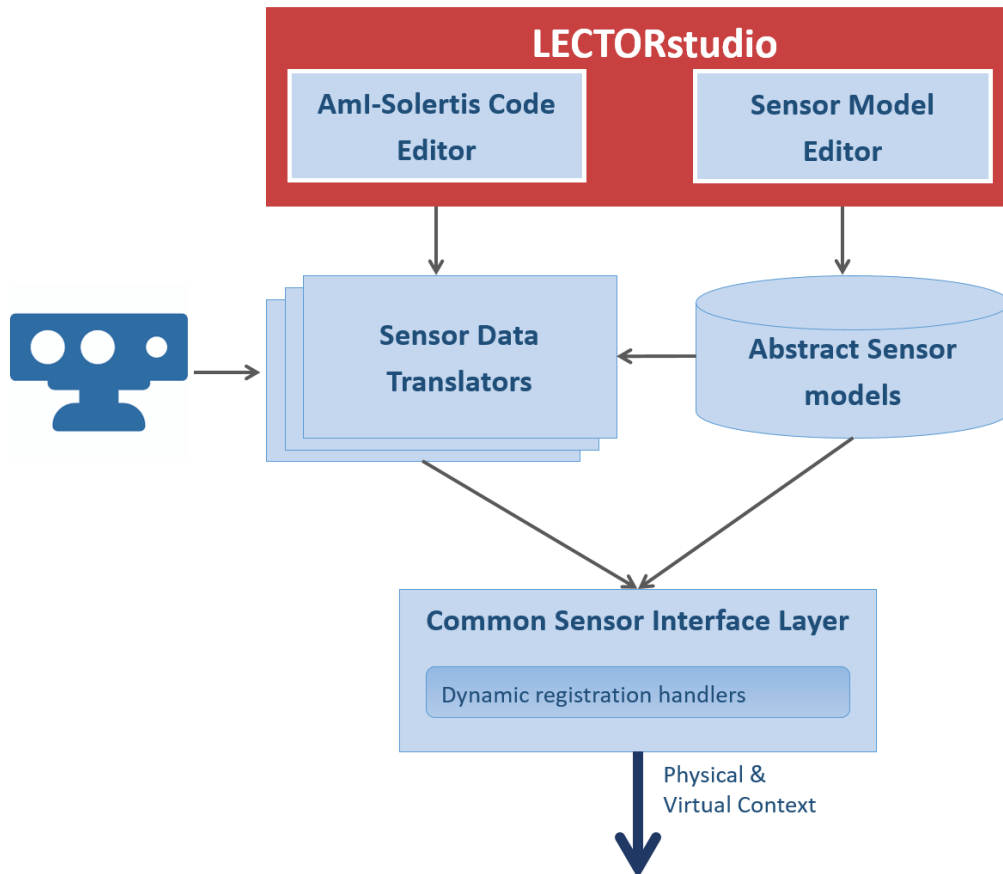 LECTORstudio
AmI-Solertis Code
Editor
Sensor Model
Editor
Sensor Data
Translators
Abstract Sensor
models
Common Sensor Interface Layer
Dynamic registration handlers
Physical &
Virtual Context